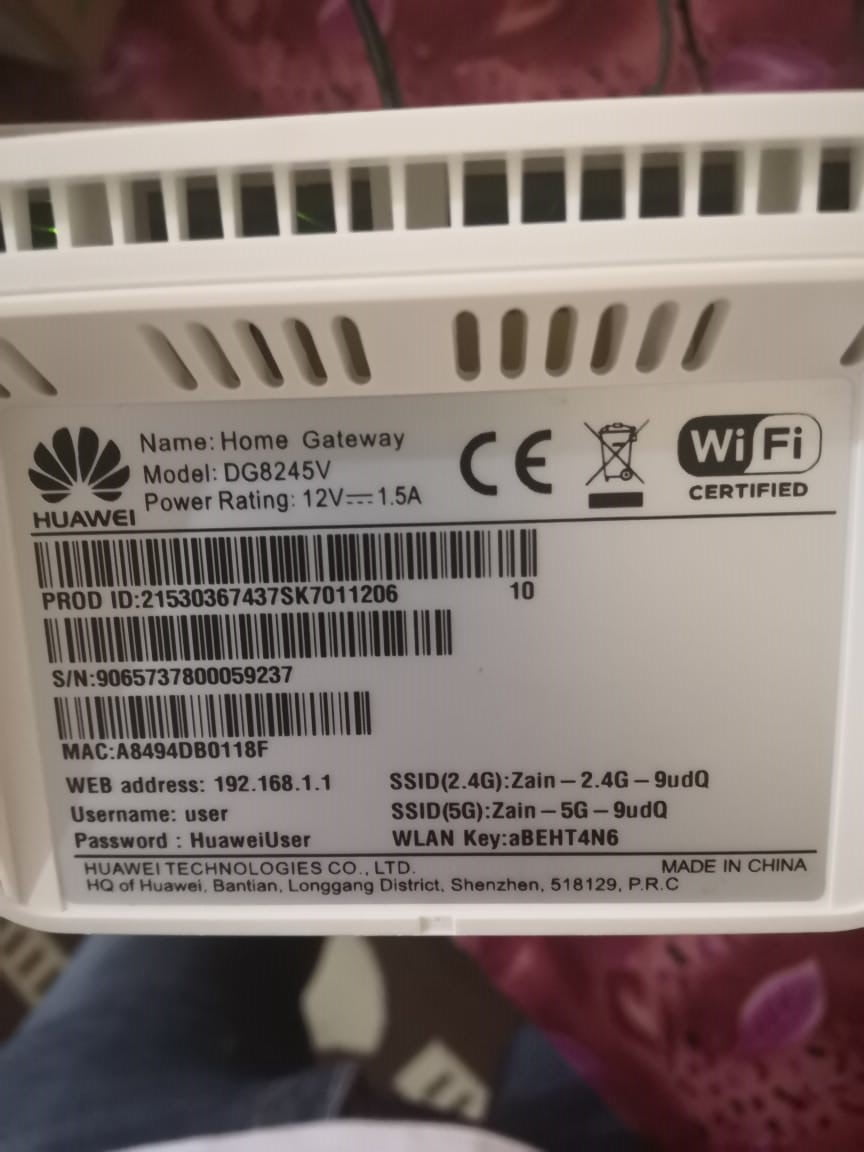 Name: Home Gateway
Model: DG8245V
Power Rating: 12V⎓1.5A
HUAWEI
CE
WiFi
CERTIFIED
PROD ID:21530367437SK7011206 10
S/N:9065737800059237
MAC:A8494DB0118F
WEB address: 192.168.1.1 SSID(2.4G):Zain-2.4G-9udQ
Username: user SSID(5G):Zain-5G-9udQ
Password : HuaweiUser WLAN Key:aBEHT4N6
HUAWEI TECHNOLOGIES CO., LTD. MADE IN CHINA
HQ of Huawei, Bantian, Longgang District, Shenzhen, 518129, P.R.C